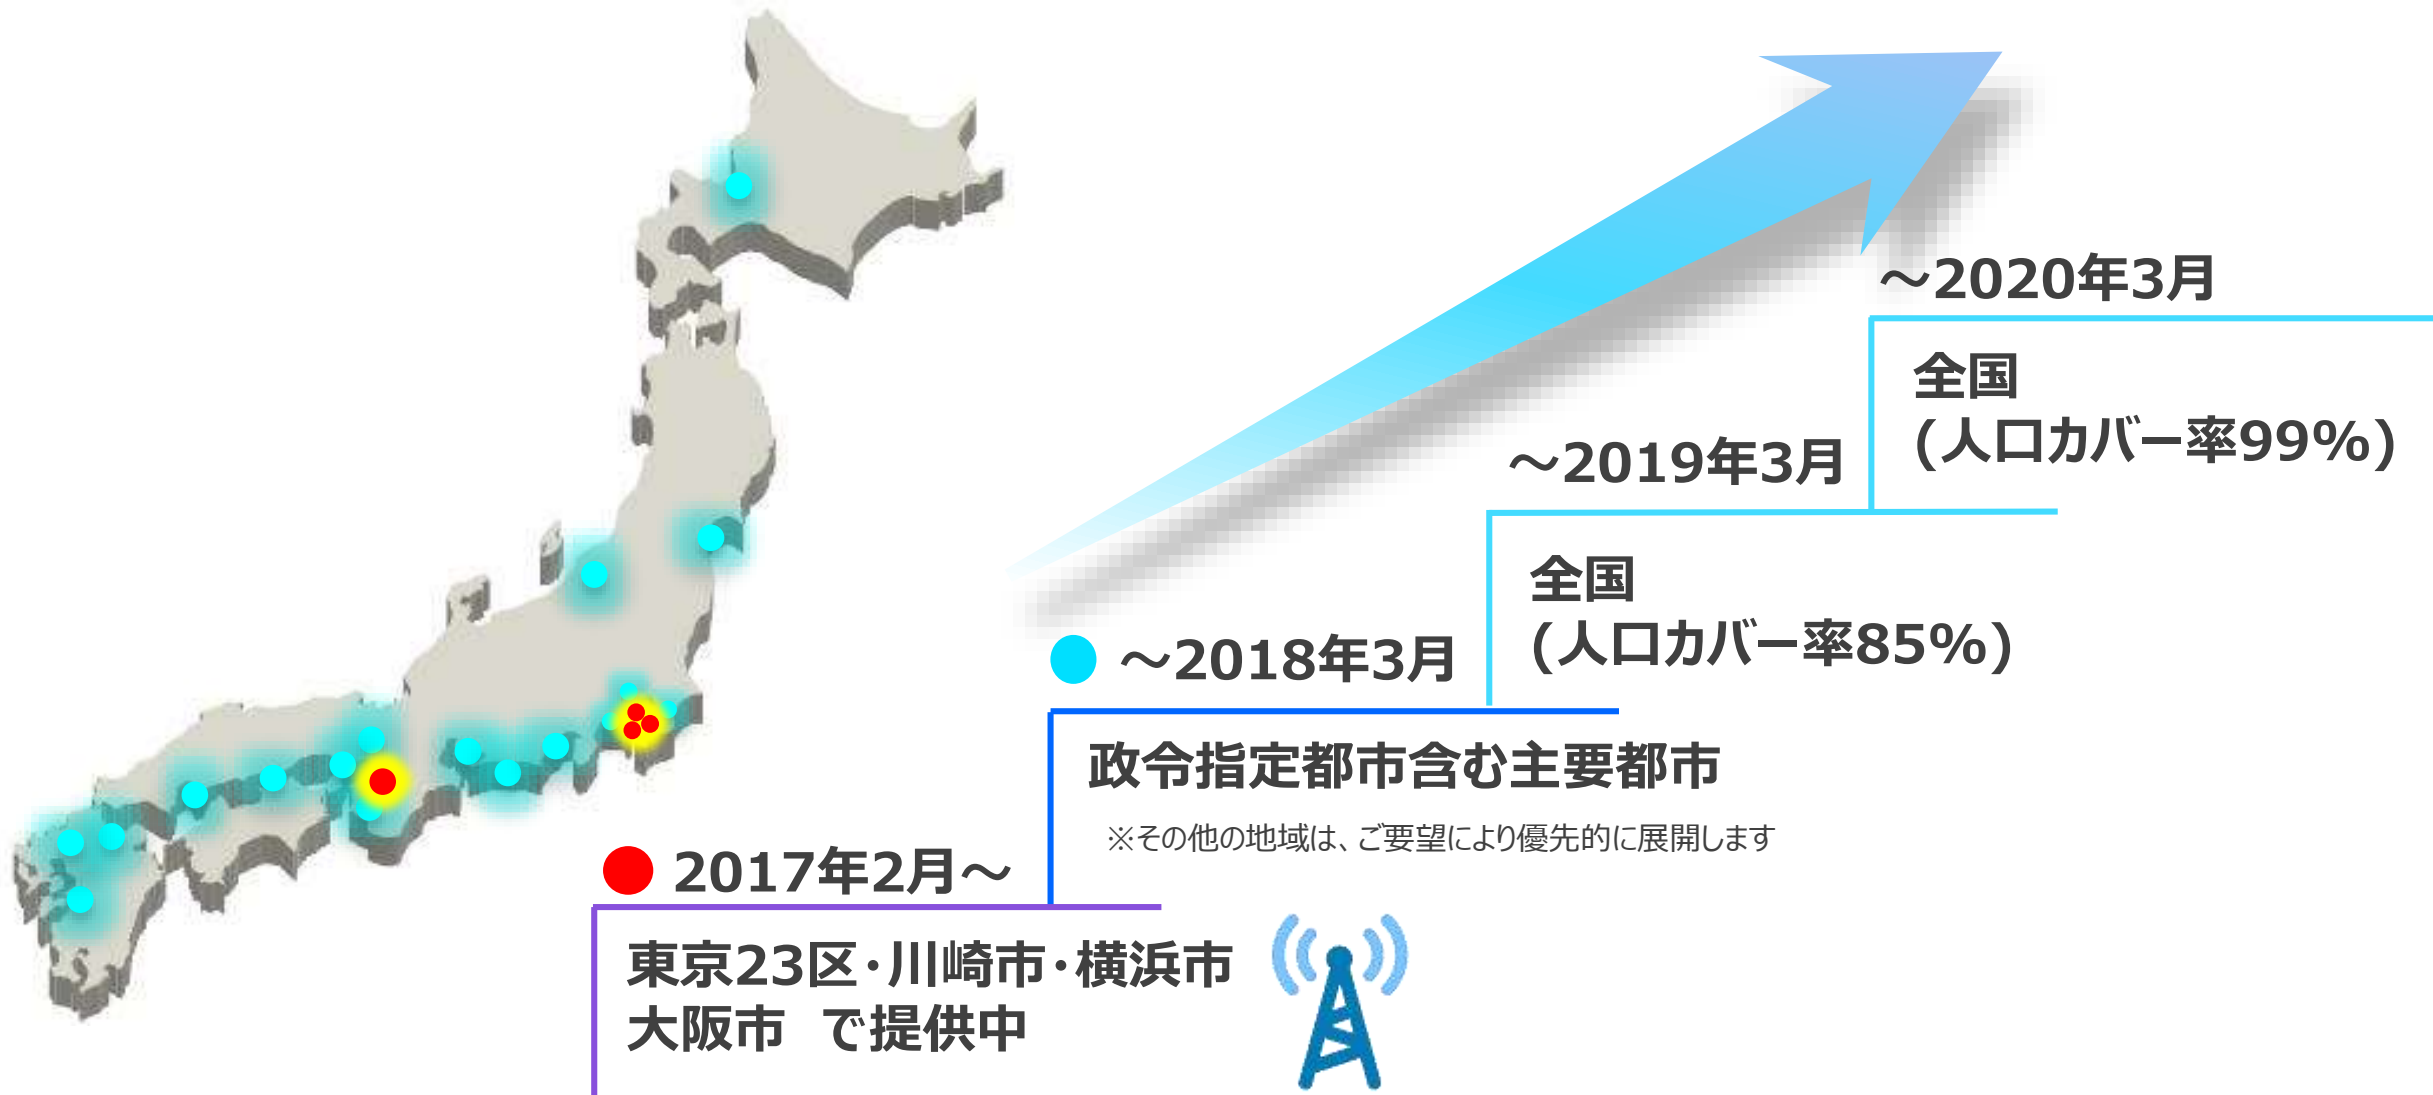 ～2020年3月
全国
(人口カバー率99%)
～2019年3月
全国
(人口カバー率85%)
～2018年3月
政令指定都市含む主要都市
※その他の地域は、ご要望により優先的に展開します
2017年2月～
東京23区・川崎市・横浜市
大阪市　で提供中